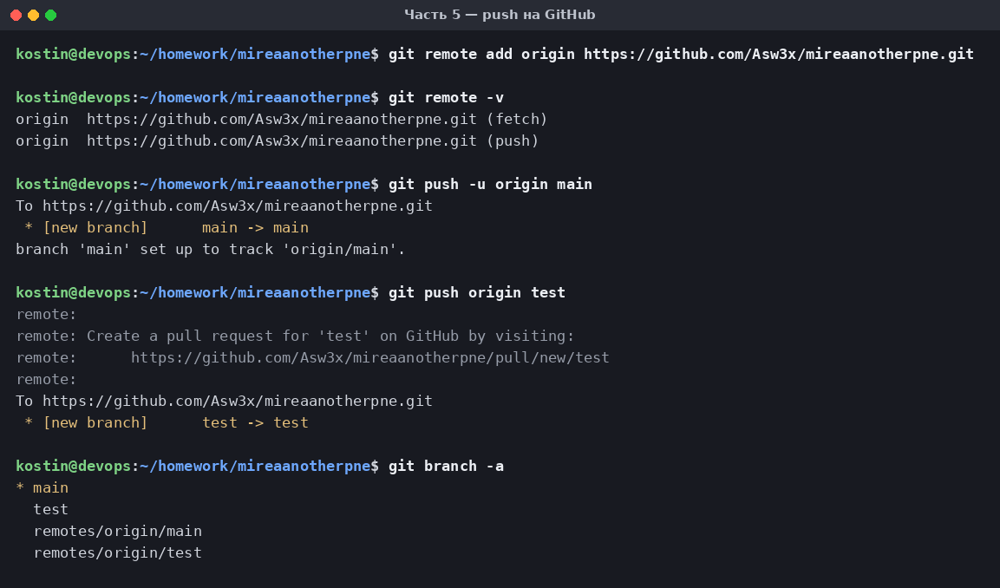 Часть 5 — push на GitHub
kostin@devops:~/homework/mireaanotherpne$ git remote add origin https://github.com/Asw3x/mireaanotherpne.git
kostin@devops:~/homework/mireaanotherpne$ git remote -v
origin  https://github.com/Asw3x/mireaanotherpne.git (fetch)
origin  https://github.com/Asw3x/mireaanotherpne.git (push)
kostin@devops:~/homework/mireaanotherpne$ git push -u origin main
To https://github.com/Asw3x/mireaanotherpne.git
 * [new branch]      main -> main
branch 'main' set up to track 'origin/main'.
kostin@devops:~/homework/mireaanotherpne$ git push origin test
remote:
remote: Create a pull request for 'test' on GitHub by visiting:
remote:      https://github.com/Asw3x/mireaanotherpne/pull/new/test
remote:
To https://github.com/Asw3x/mireaanotherpne.git
 * [new branch]      test -> test
kostin@devops:~/homework/mireaanotherpne$ git branch -a
* main
  test
  remotes/origin/main
  remotes/origin/test